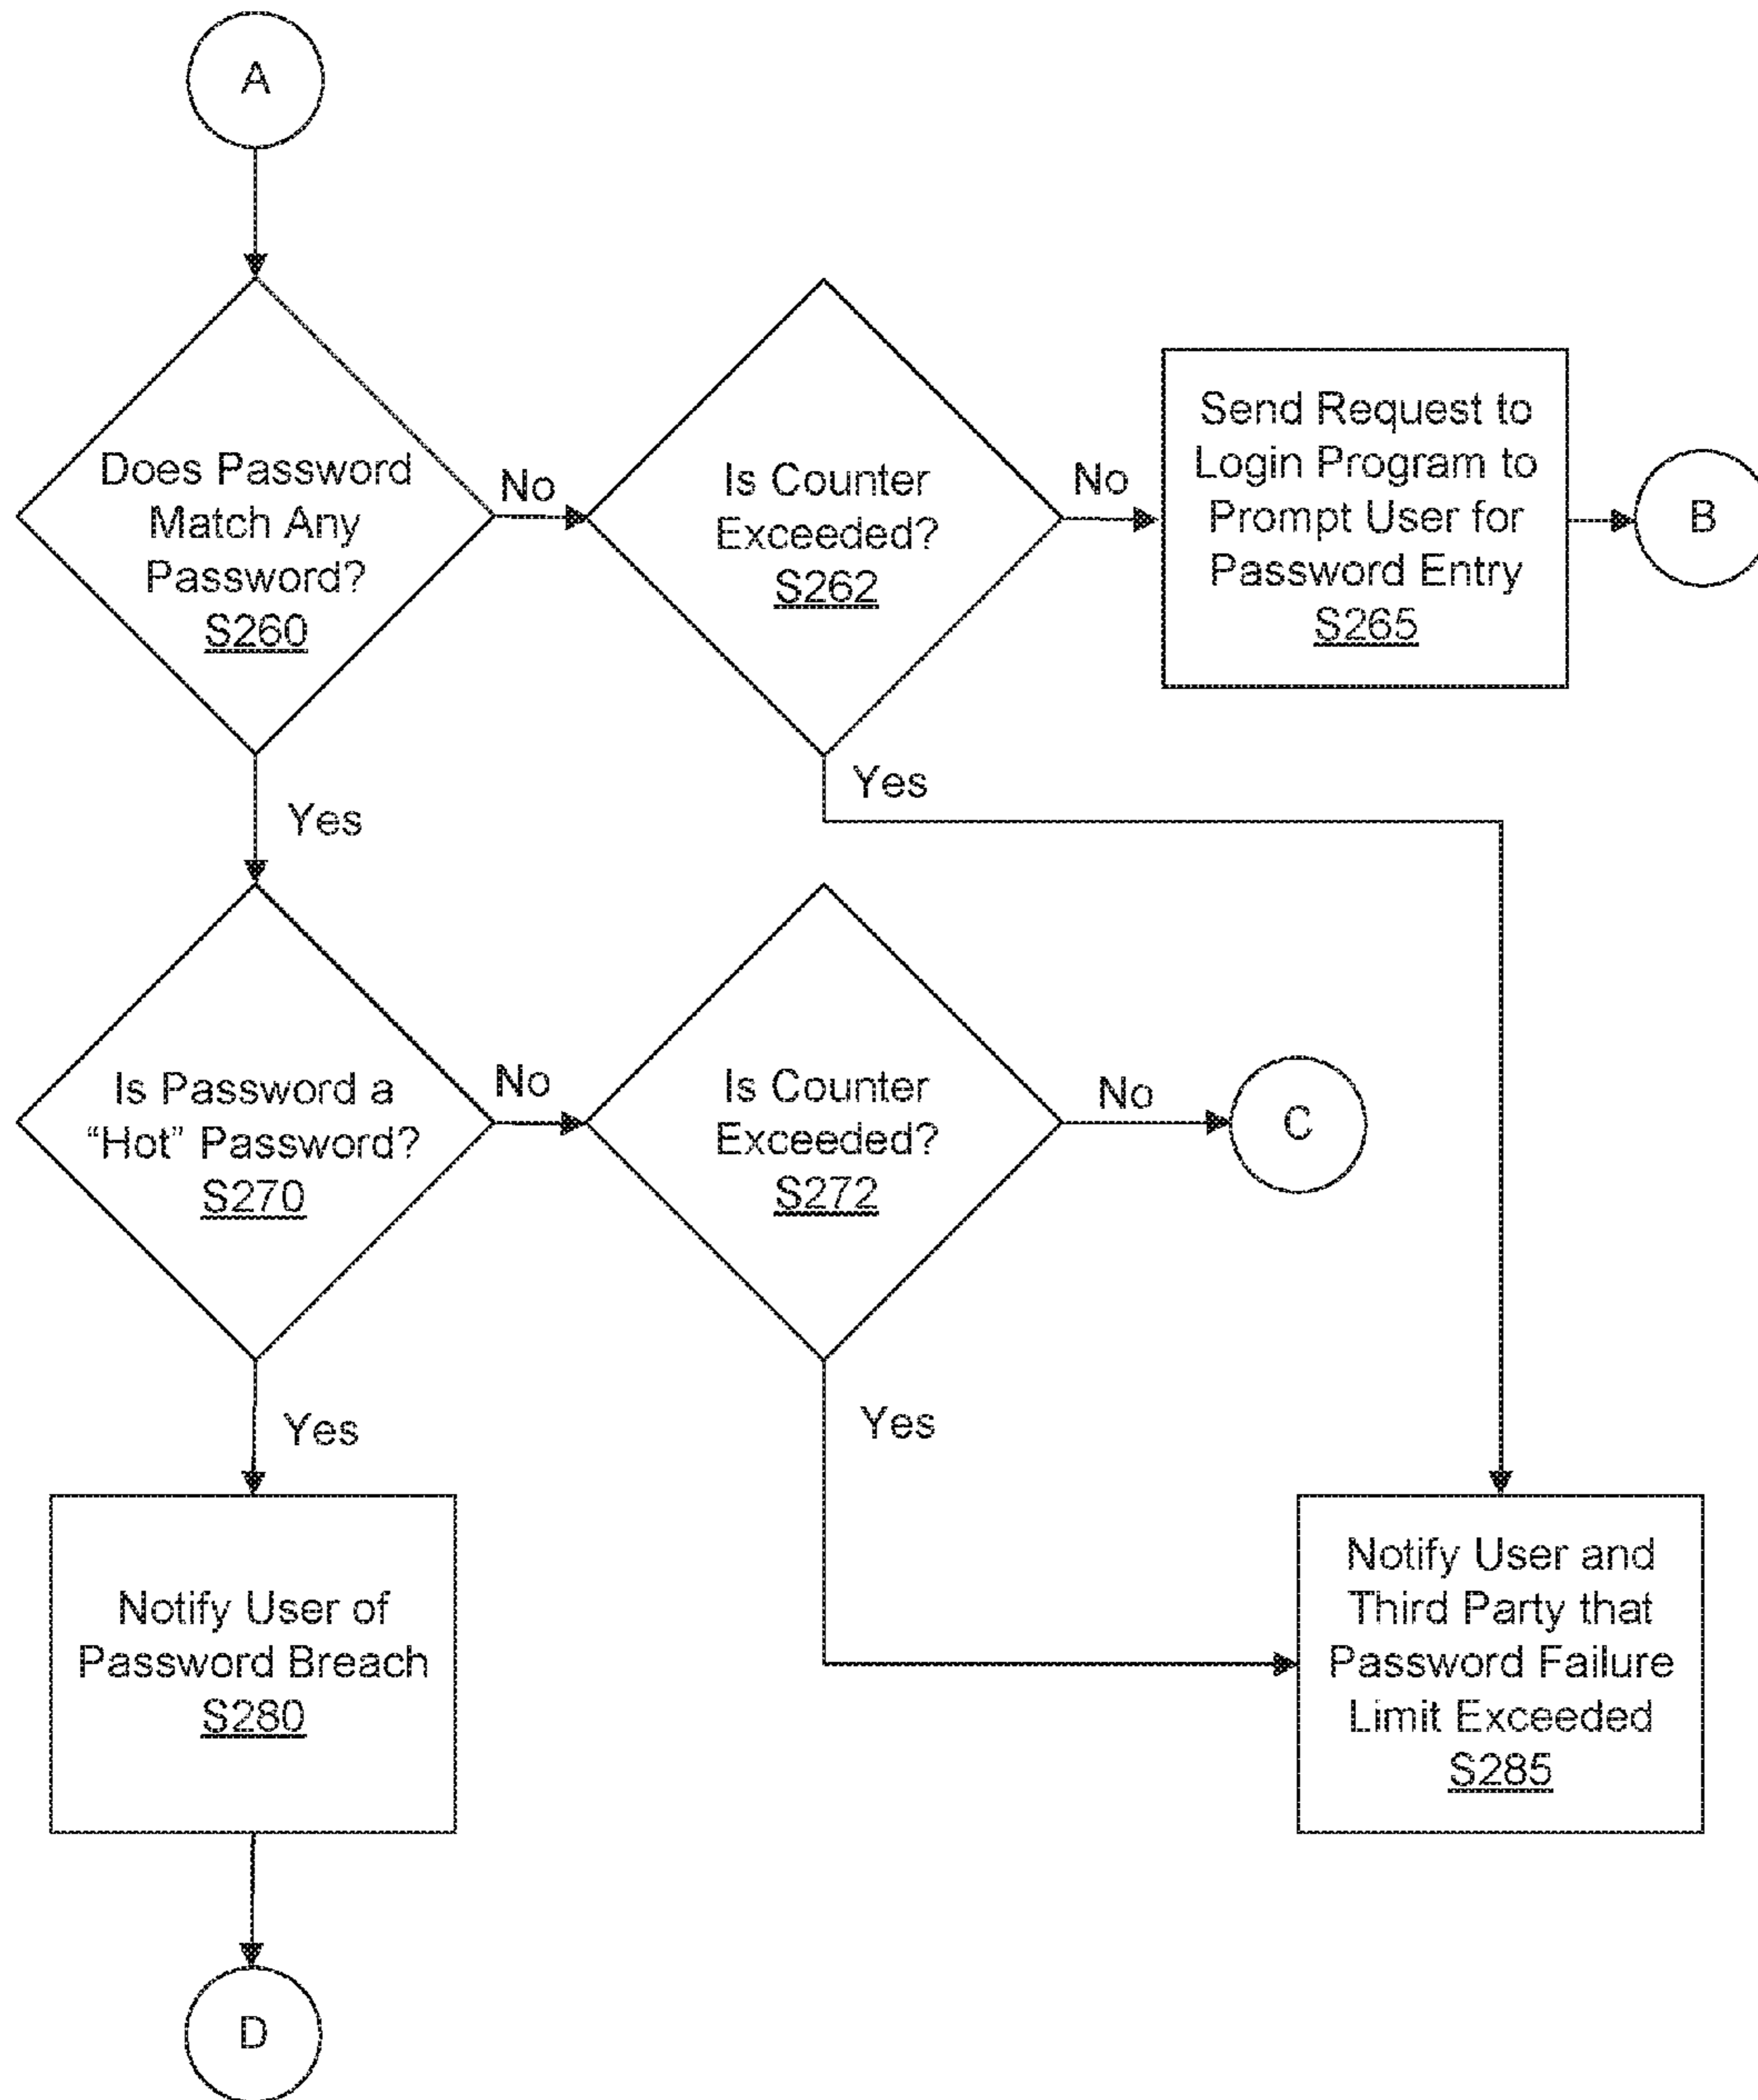 A
Does Password
Match Any
Password?
S260
No
Is Counter
Exceeded?
S262
No
Send Request to
Login Program to
Prompt User for
Password Entry
S265
B
Yes
Yes
Is Password a
“Hot” Password?
S270
No
Is Counter
Exceeded?
S272
No
C
Yes
Yes
Notify User of
Password Breach
S280
Notify User and
Third Party that
Password Failure
Limit Exceeded
S285
D